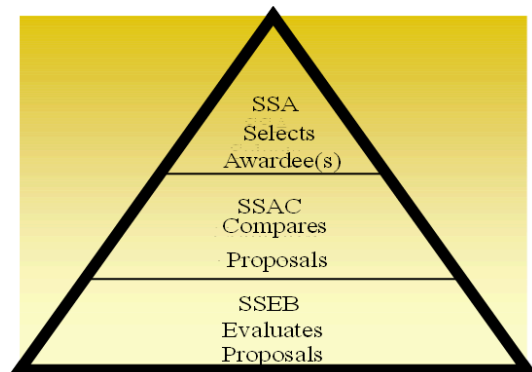 SSA
Selects
Awardee(s)
SSAC
Compares
Proposals
SSEB
Evaluates
Proposals